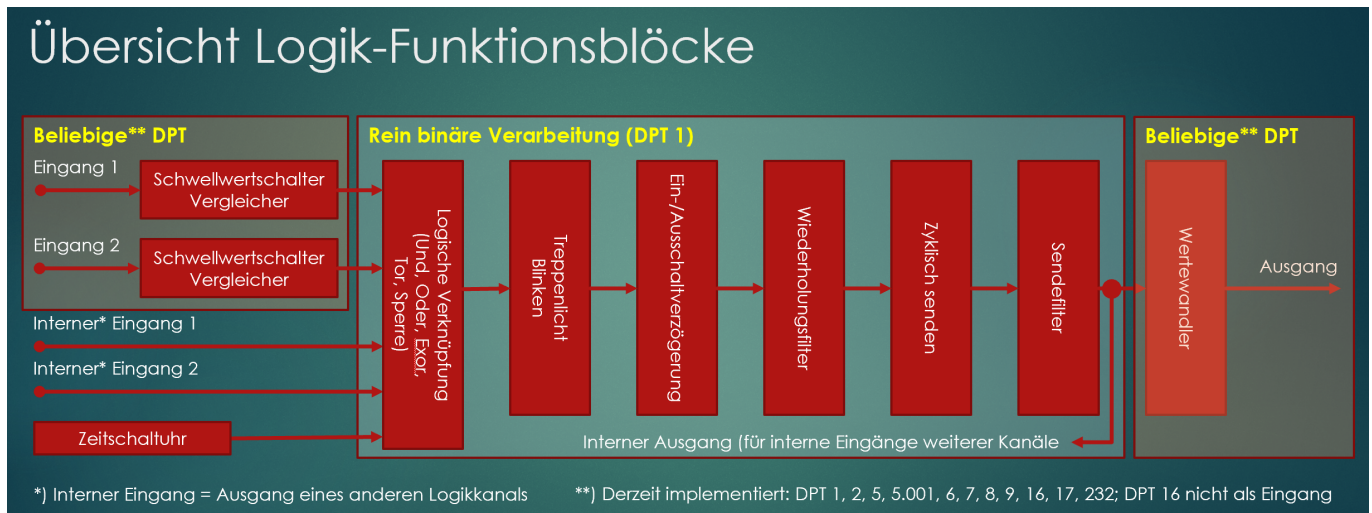 Übersicht Logik-Funktionsblöcke
Beliebige** DPT
Eingang 1
Schwellwertschalter
Vergleicher
Eingang 2
Schwellwertschalter
Vergleicher
Interner* Eingang 1
Interner* Eingang 2
Zeitschaltuhr
Rein binäre Verarbeitung (DPT 1)
Logische Verknüpfung
(Und, Oder, Exor,
Tor, Sperre)
Treppenlicht
Blinken
Ein-/Ausschaltverzögerung
Wiederholungsfilter
Zyklisch senden
Sendefilter
Interner Ausgang (für interne Eingänge weiterer Kanäle
Beliebige** DPT
Wertewandler
Ausgang
*) Interner Eingang = Ausgang eines anderen Logikkanals
**) Derzeit implementiert: DPT 1, 2, 5, 5.001, 6, 7, 8, 9, 16, 17, 232; DPT 16 nicht als Eingang